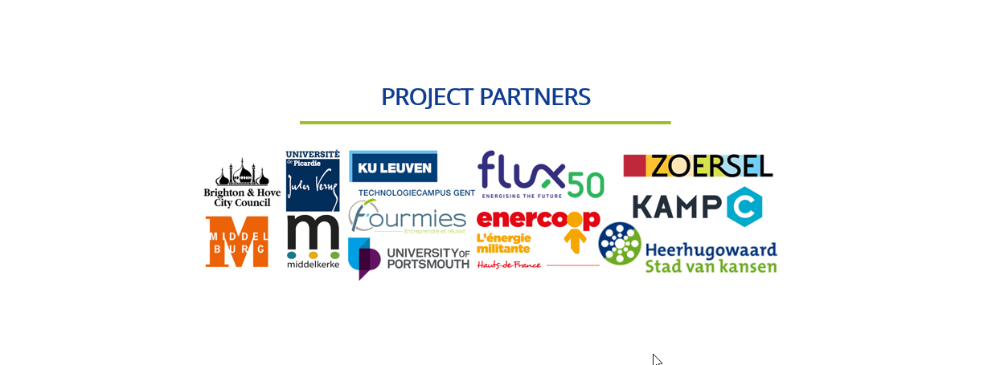 PROJECT PARTNERS
Brighton & Hove
City Council
UNIVERSITÉ
de Picardie
Jules Verne
KU LEUVEN
TECHNOLOGIECAMPUS GENT
flux50
ENERGISING THE FUTURE
ZOERSEL
KAMP C
MIDDEL
BURG
m
middelkerke
fourmies
Entreprendre et réussir
UNIVERSITY OF
PORTSMOUTH
enercoop
L'énergie
militante
Hauts-de-France
Heerhugowaard
Stad van kansen